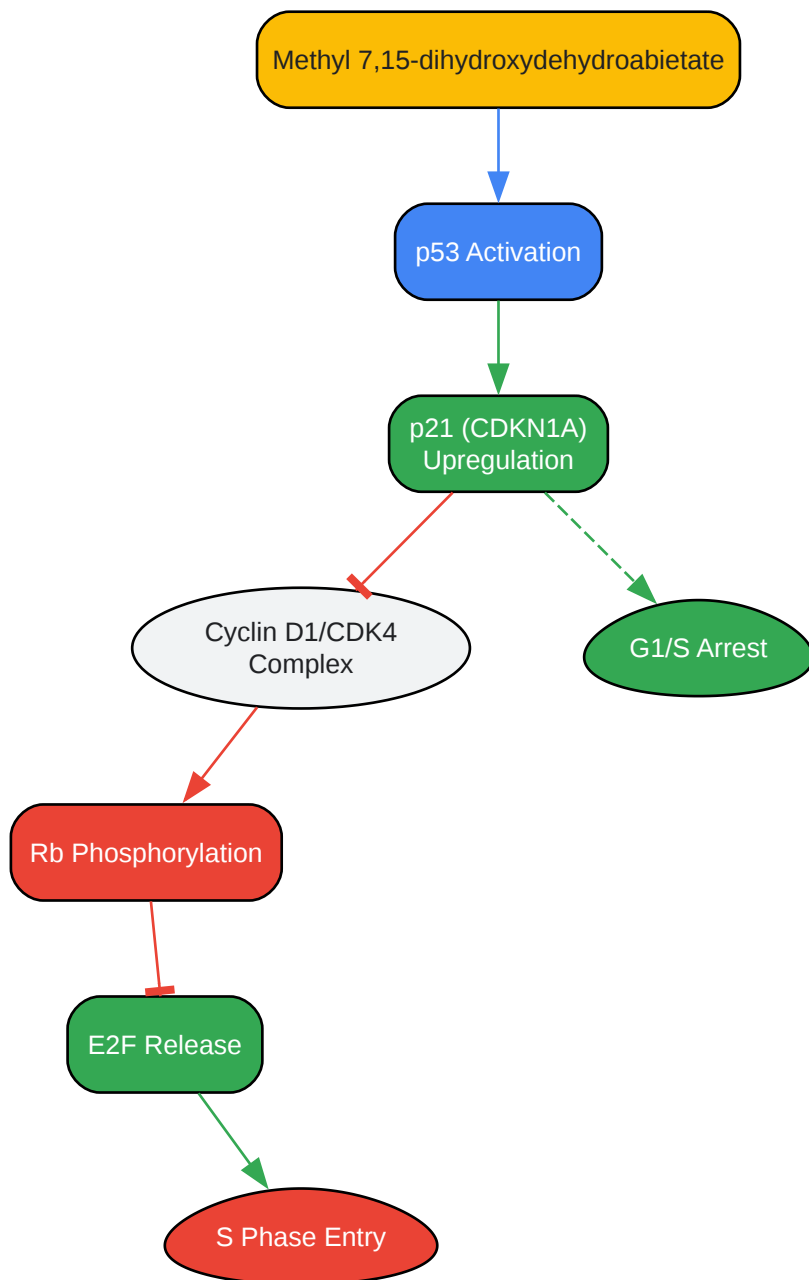 Methyl 7,15-dihydroxydehydroabietate
p53 Activation
p21 (CDKN1A)
Upregulation
Cyclin D1/CDK4
Complex
G1/S Arrest
Rb Phosphorylation
E2F Release
S Phase Entry